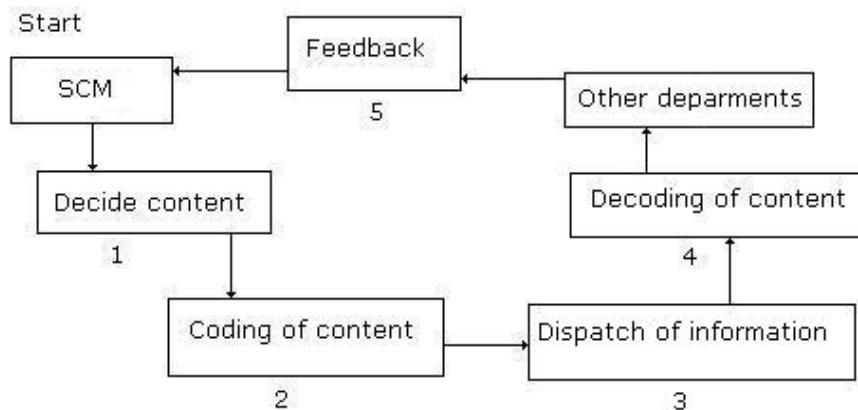 Start
SCM
Decide content
1
Coding of content
2
Dispatch of information
3
Decoding of content
4
Other deparments
Feedback
5